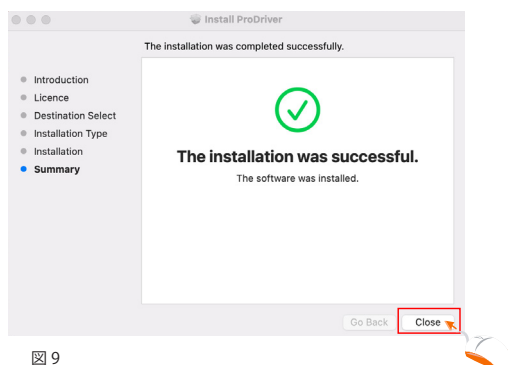 Install ProDriver
The installation was completed successfully.
Introduction
Licence
Destination Select
Installation Type
Installation
Summary
The installation was successful.
The software was installed.
Go Back
Close
図 9